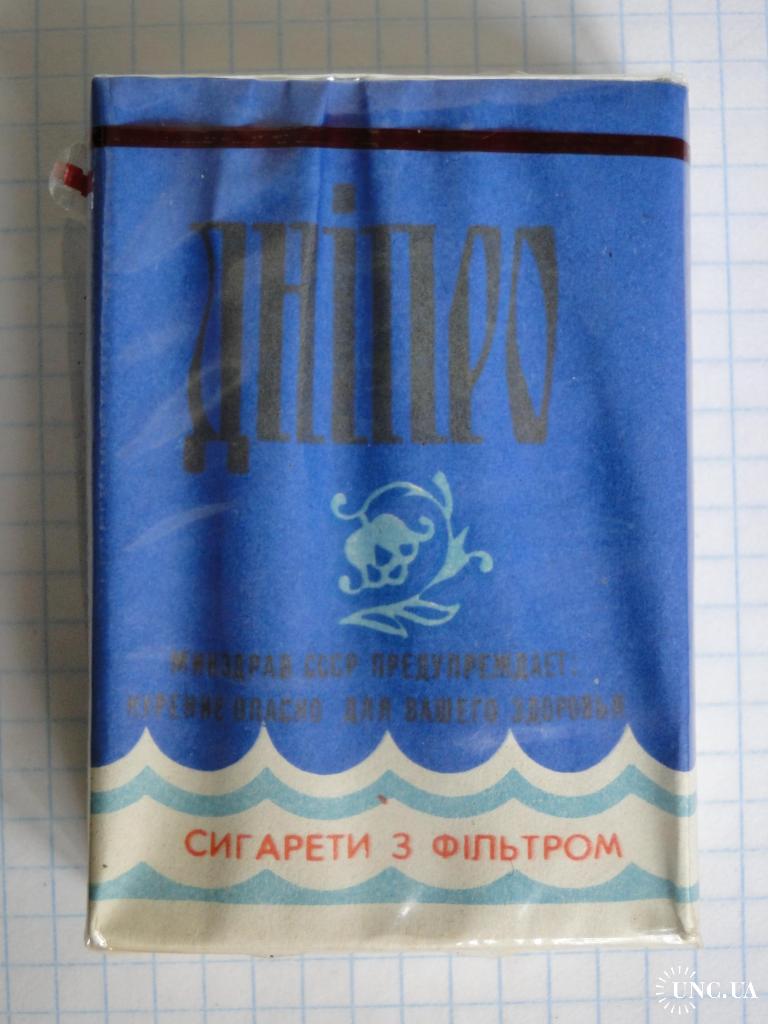 ДНІПРО
МИНЗДРАВ СССР ПРЕДУПРЕЖДАЕТ:
КУРЕНИЕ ОПАСНО ДЛЯ ВАШЕГО ЗДОРОВЬЯ
СИГАРЕТИ З ФІЛЬТРОМ
UNC.UA